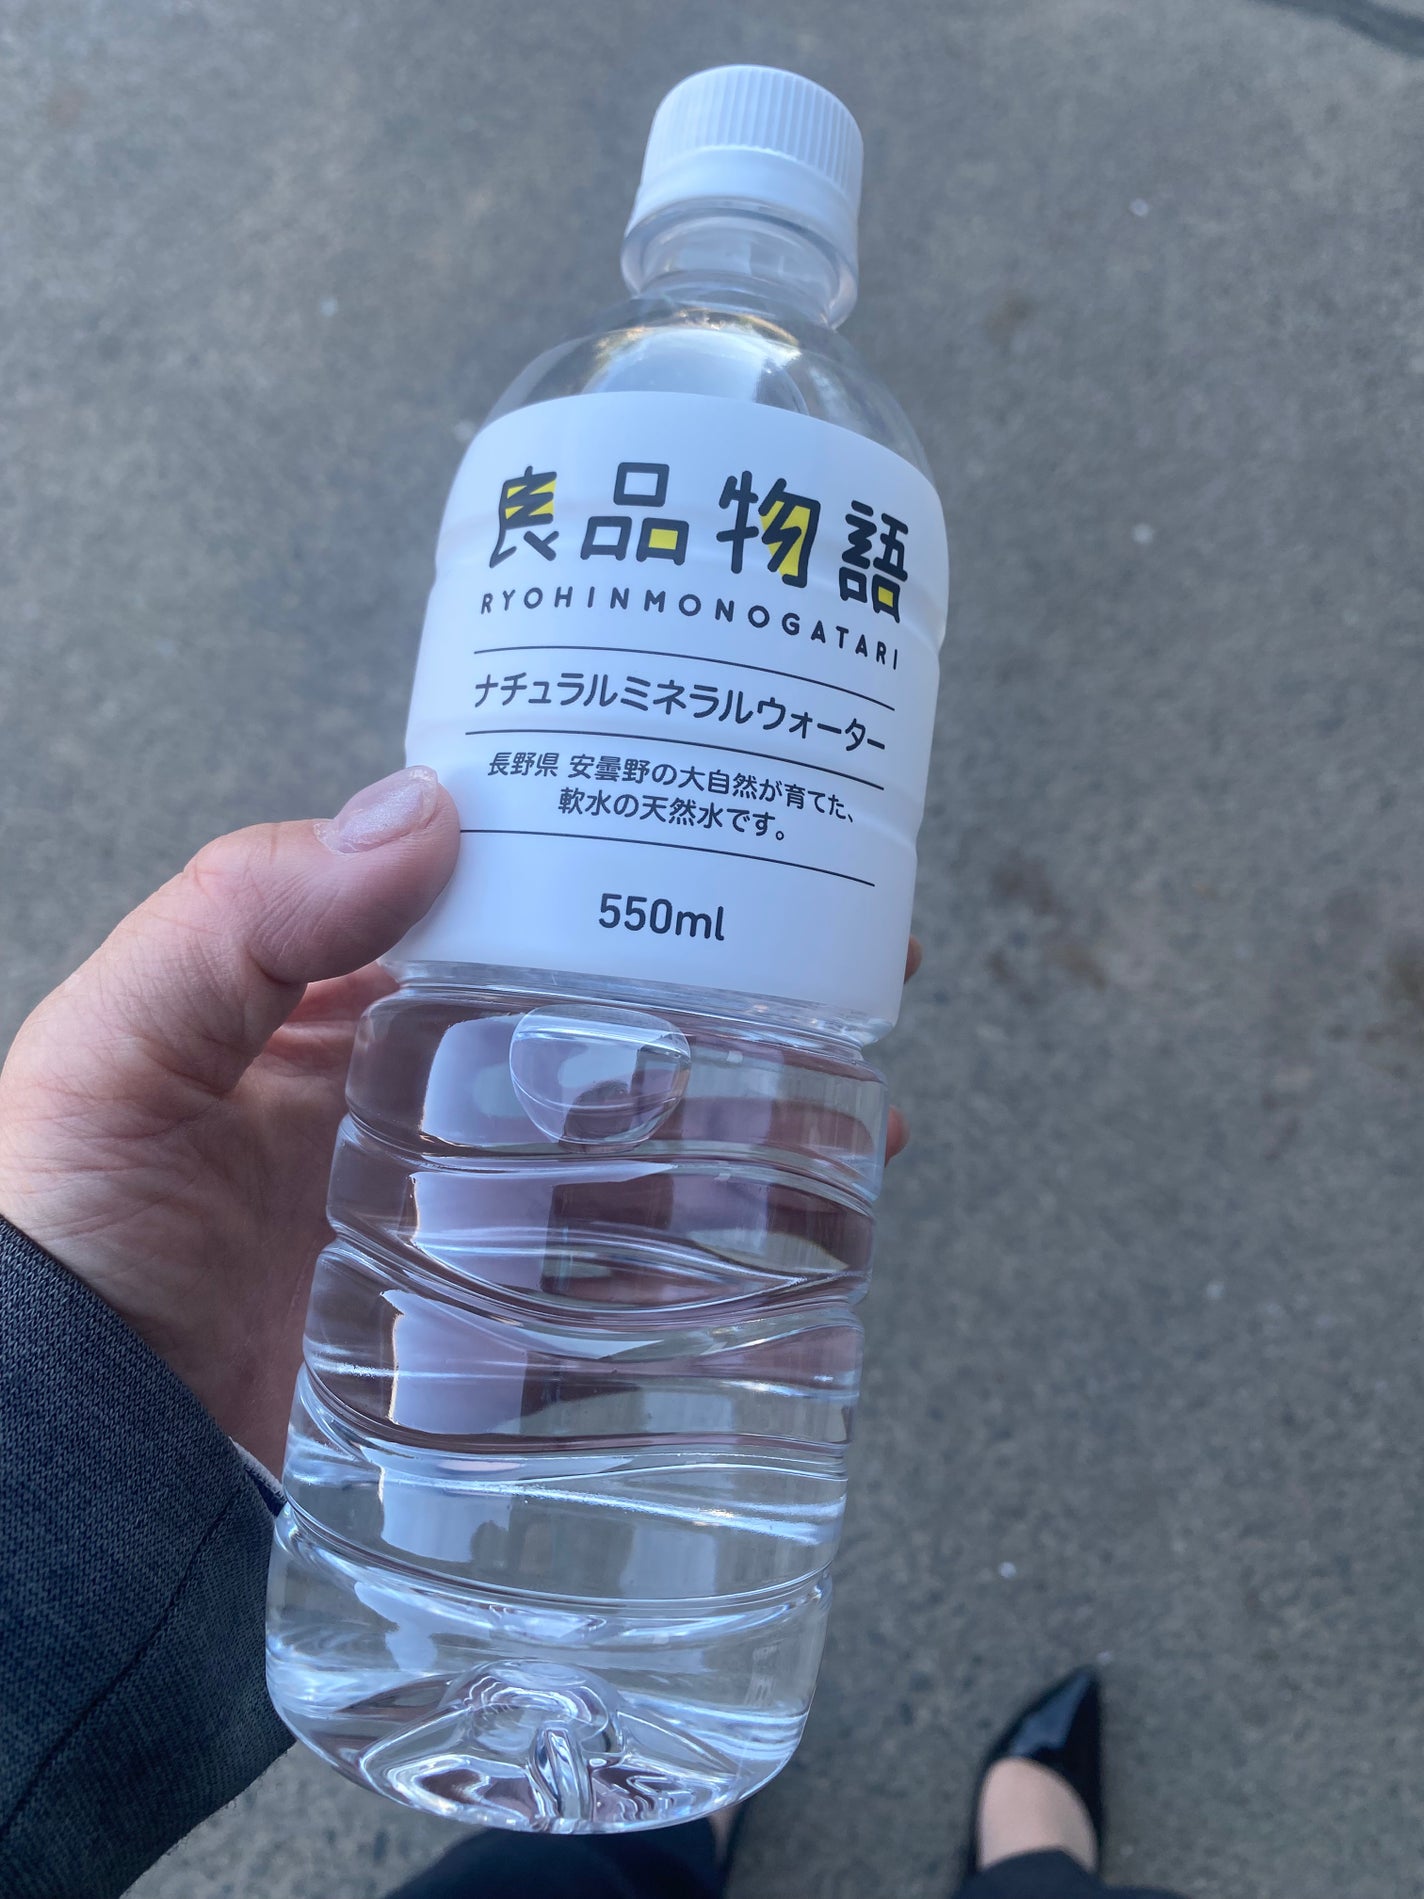 良品物語
RYOHINMONOGATARI
ナチュラルミネラルウォーター
長野県 安曇野の大自然が育てた、
軟水の天然水です。
550ml